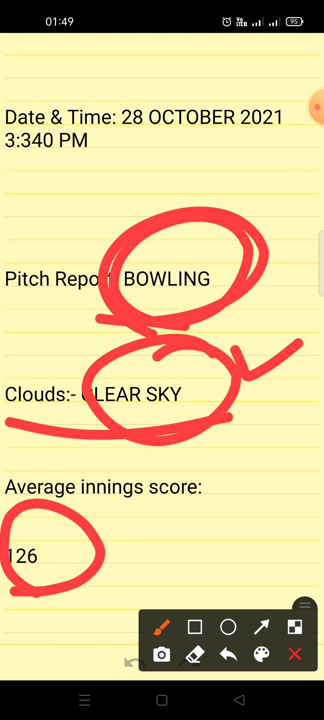 01:49
95
Date & Time: 28 OCTOBER 2021
3:340 PM
Pitch Report BOWLING
Clouds:- CLEAR SKY
Average innings score:
126